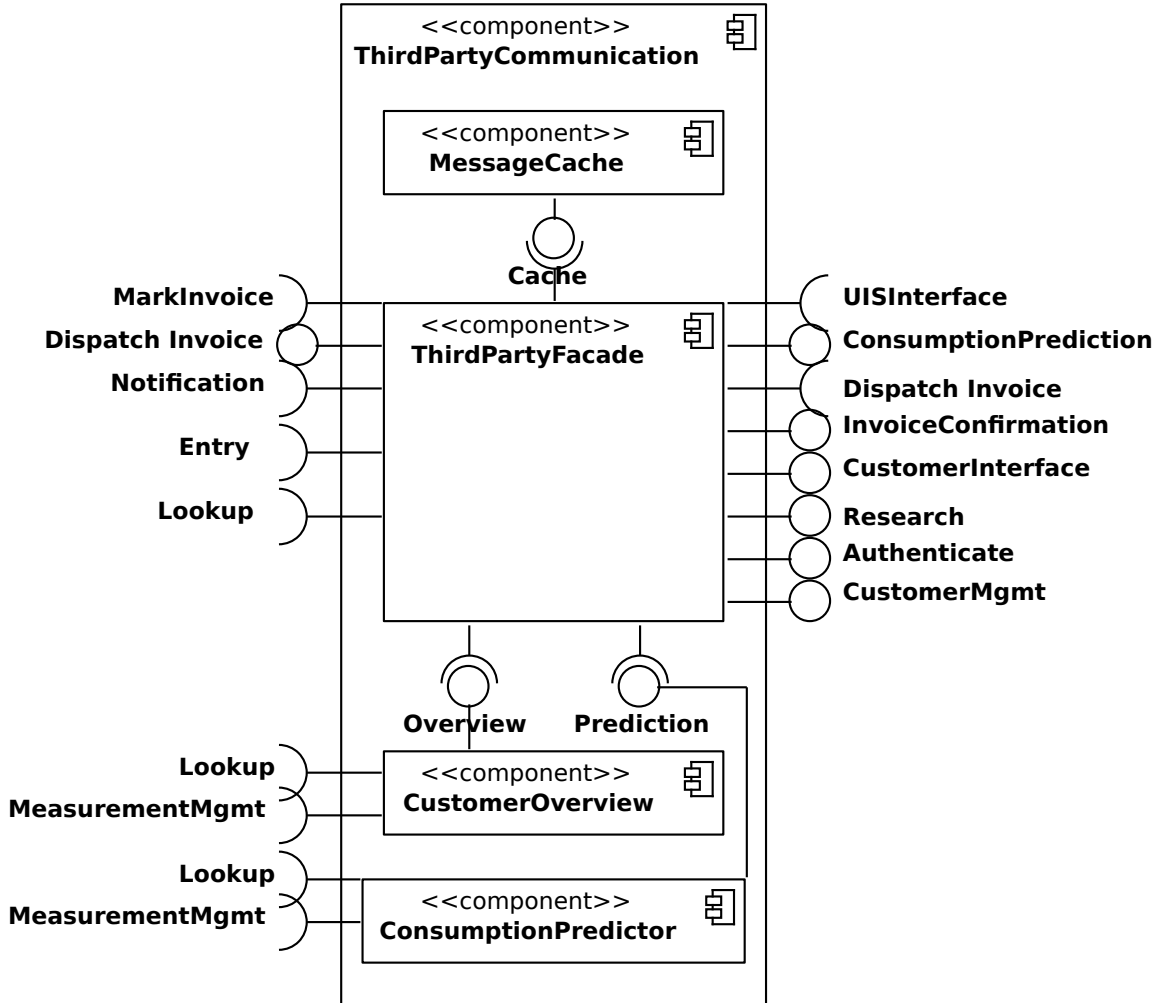 <<component>>
ThirdPartyCommunication
<<component>>
MessageCache
Cache
MarkInvoice
Dispatch Invoice
Notification
Entry
Lookup
<<component>>
ThirdPartyFacade
UISInterface
ConsumptionPrediction
Dispatch Invoice
InvoiceConfirmation
CustomerInterface
Research
Authenticate
CustomerMgmt
Overview
Prediction
Lookup
MeasurementMgmt
<<component>>
CustomerOverview
Lookup
MeasurementMgmt
<<component>>
ConsumptionPredictor